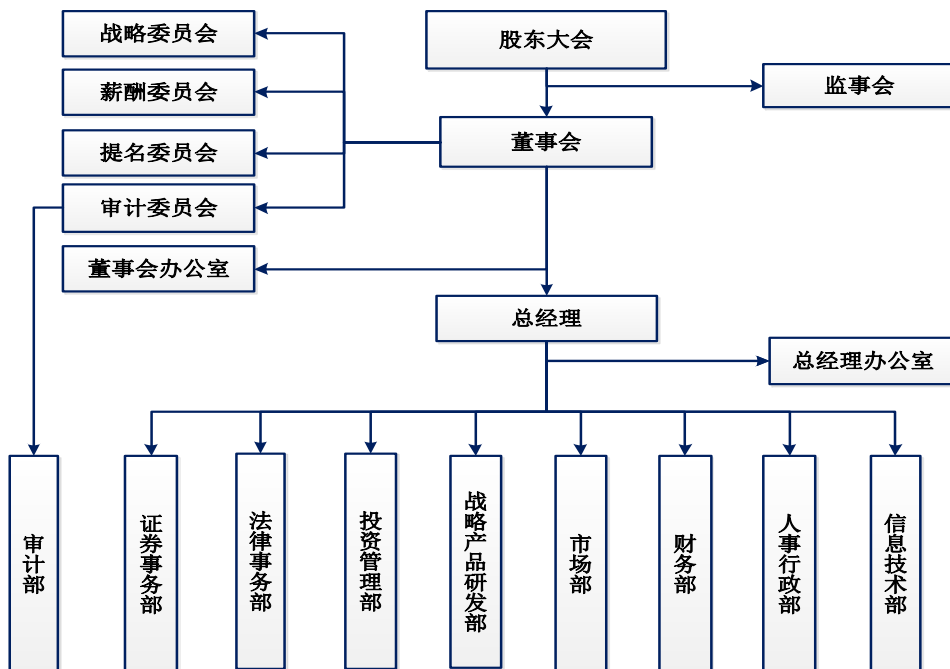 战略委员会
股东大会
薪酬委员会
监事会
董事会
提名委员会
审计委员会
董事会办公室
总经理
总经理办公室
审计部
证券事务部
法律事务部
投资管理部
战略产品研发部
市场部
财务部
人事行政部
信息技术部